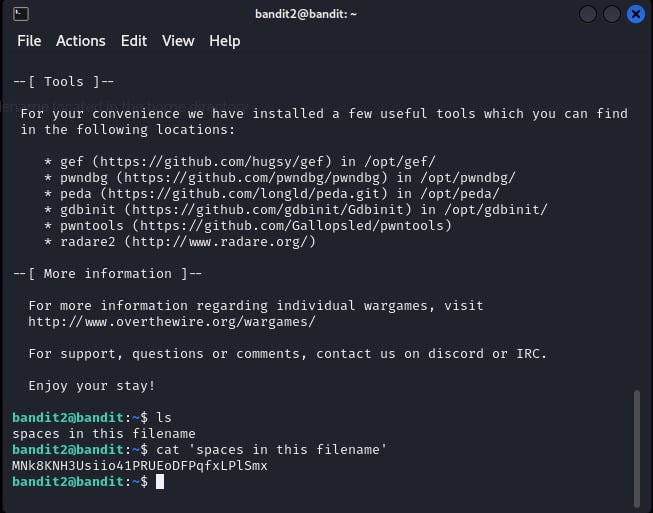 bandit2@bandit: ~
File Actions Edit View Help
--[ Tools ]--
For your convenience we have installed a few useful tools which you can find
in the following locations:
* gef (https://github.com/hugsy/gef) in /opt/gef/
* pwndbg (https://github.com/pwndbg/pwndbg) in /opt/pwndbg/
* peda (https://github.com/longld/peda.git) in /opt/peda/
* gdbinit (https://github.com/gdbinit/Gdbinit) in /opt/gdbinit/
* pwntools (https://github.com/Gallopsled/pwntools)
* radare2 (http://www.radare.org/)
--[ More information ]--
For more information regarding individual wargames, visit
http://www.overthewire.org/wargames/
For support, questions or comments, contact us on discord or IRC.
Enjoy your stay!
bandit2@bandit:~$ ls
spaces in this filename
bandit2@bandit:~$ cat 'spaces in this filename'
MNk8KNH3Usiio41PRUEoDFPqfxLPlSmx
bandit2@bandit:~$